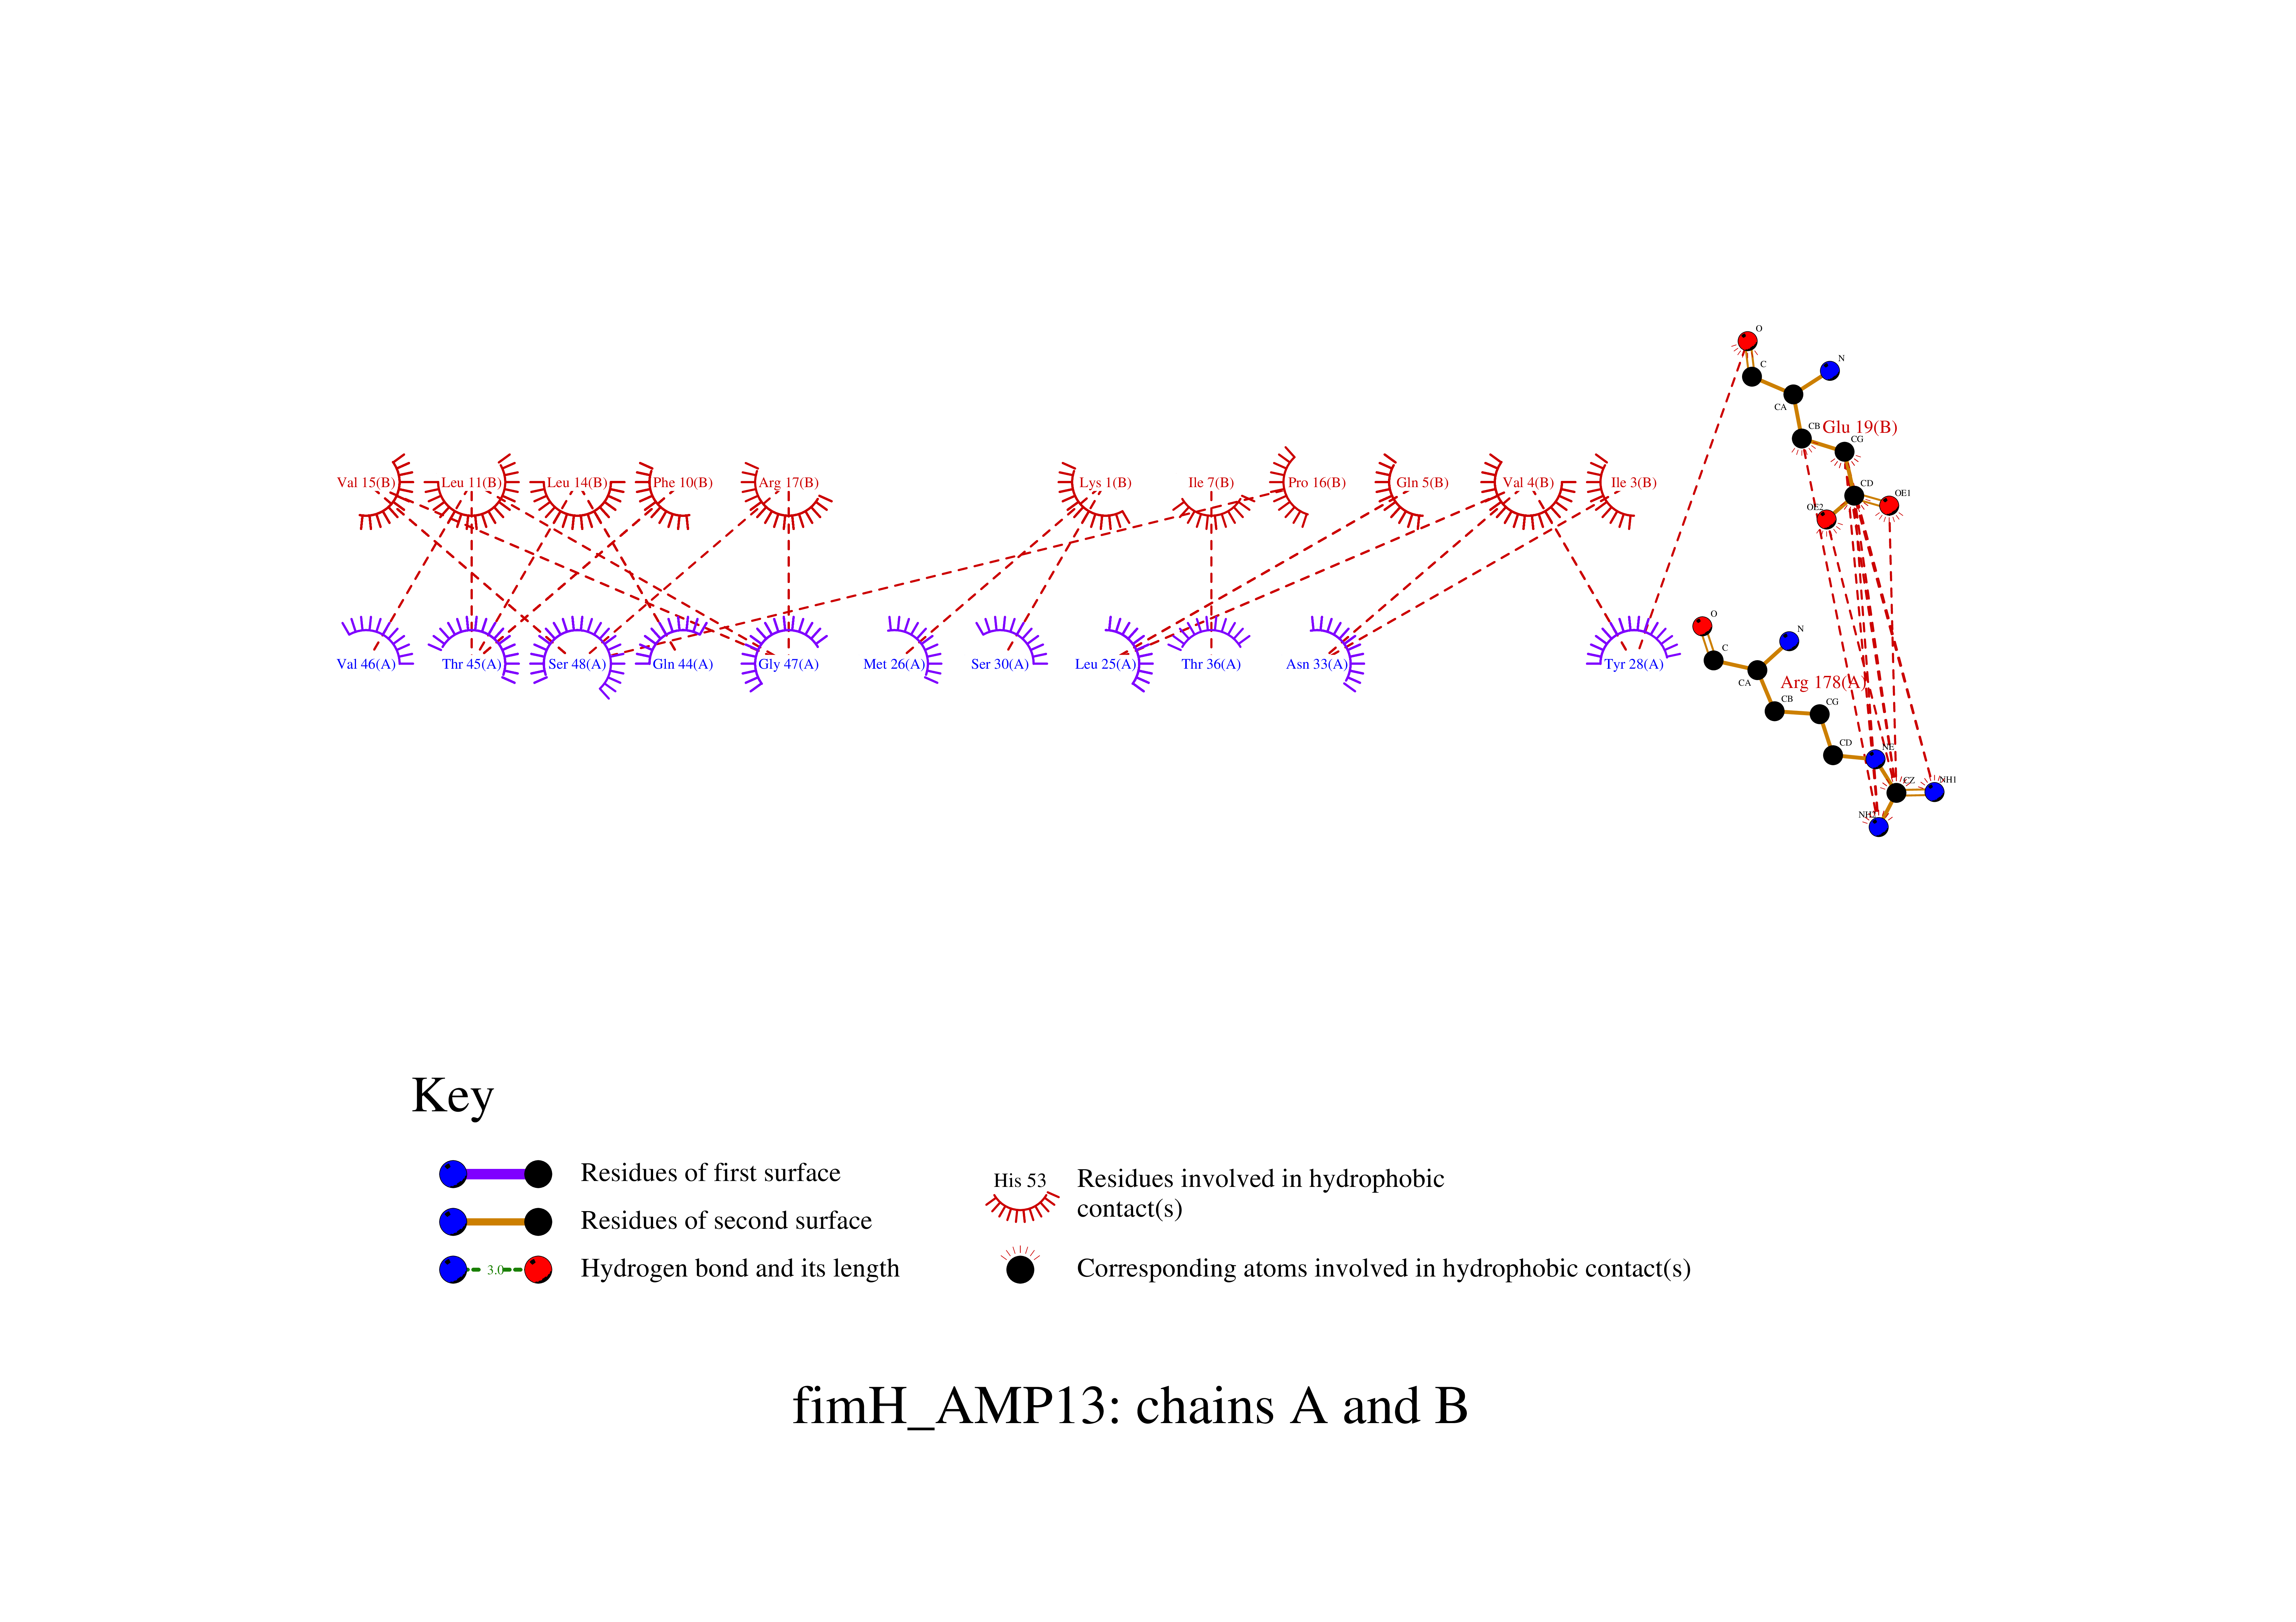 O
C
N
CA
CB
Glu 19(B)
CG
CD
OE1
OE2
Val 15(B) Leu 11(B) Leu 14(B) Phe 10(B) Arg 17(B) Lys 1(B) Ile 7(B) Pro 16(B) Gln 5(B) Val 4(B) Ile 3(B)
Val 46(A) Thr 45(A) Ser 48(A) Gln 44(A) Gly 47(A) Met 26(A) Ser 30(A) Leu 25(A) Thr 36(A) Asn 33(A) Tyr 28(A)
O
N
C
CA
Arg 178(A)
CB
CG
CD
NE
CZ
NH1
NH2
Key
Residues of first surface
Residues of second surface
3.0
Hydrogen bond and its length
His 53
Residues involved in hydrophobic
contact(s)
Corresponding atoms involved in hydrophobic contact(s)
fimH_AMP13: chains A and B